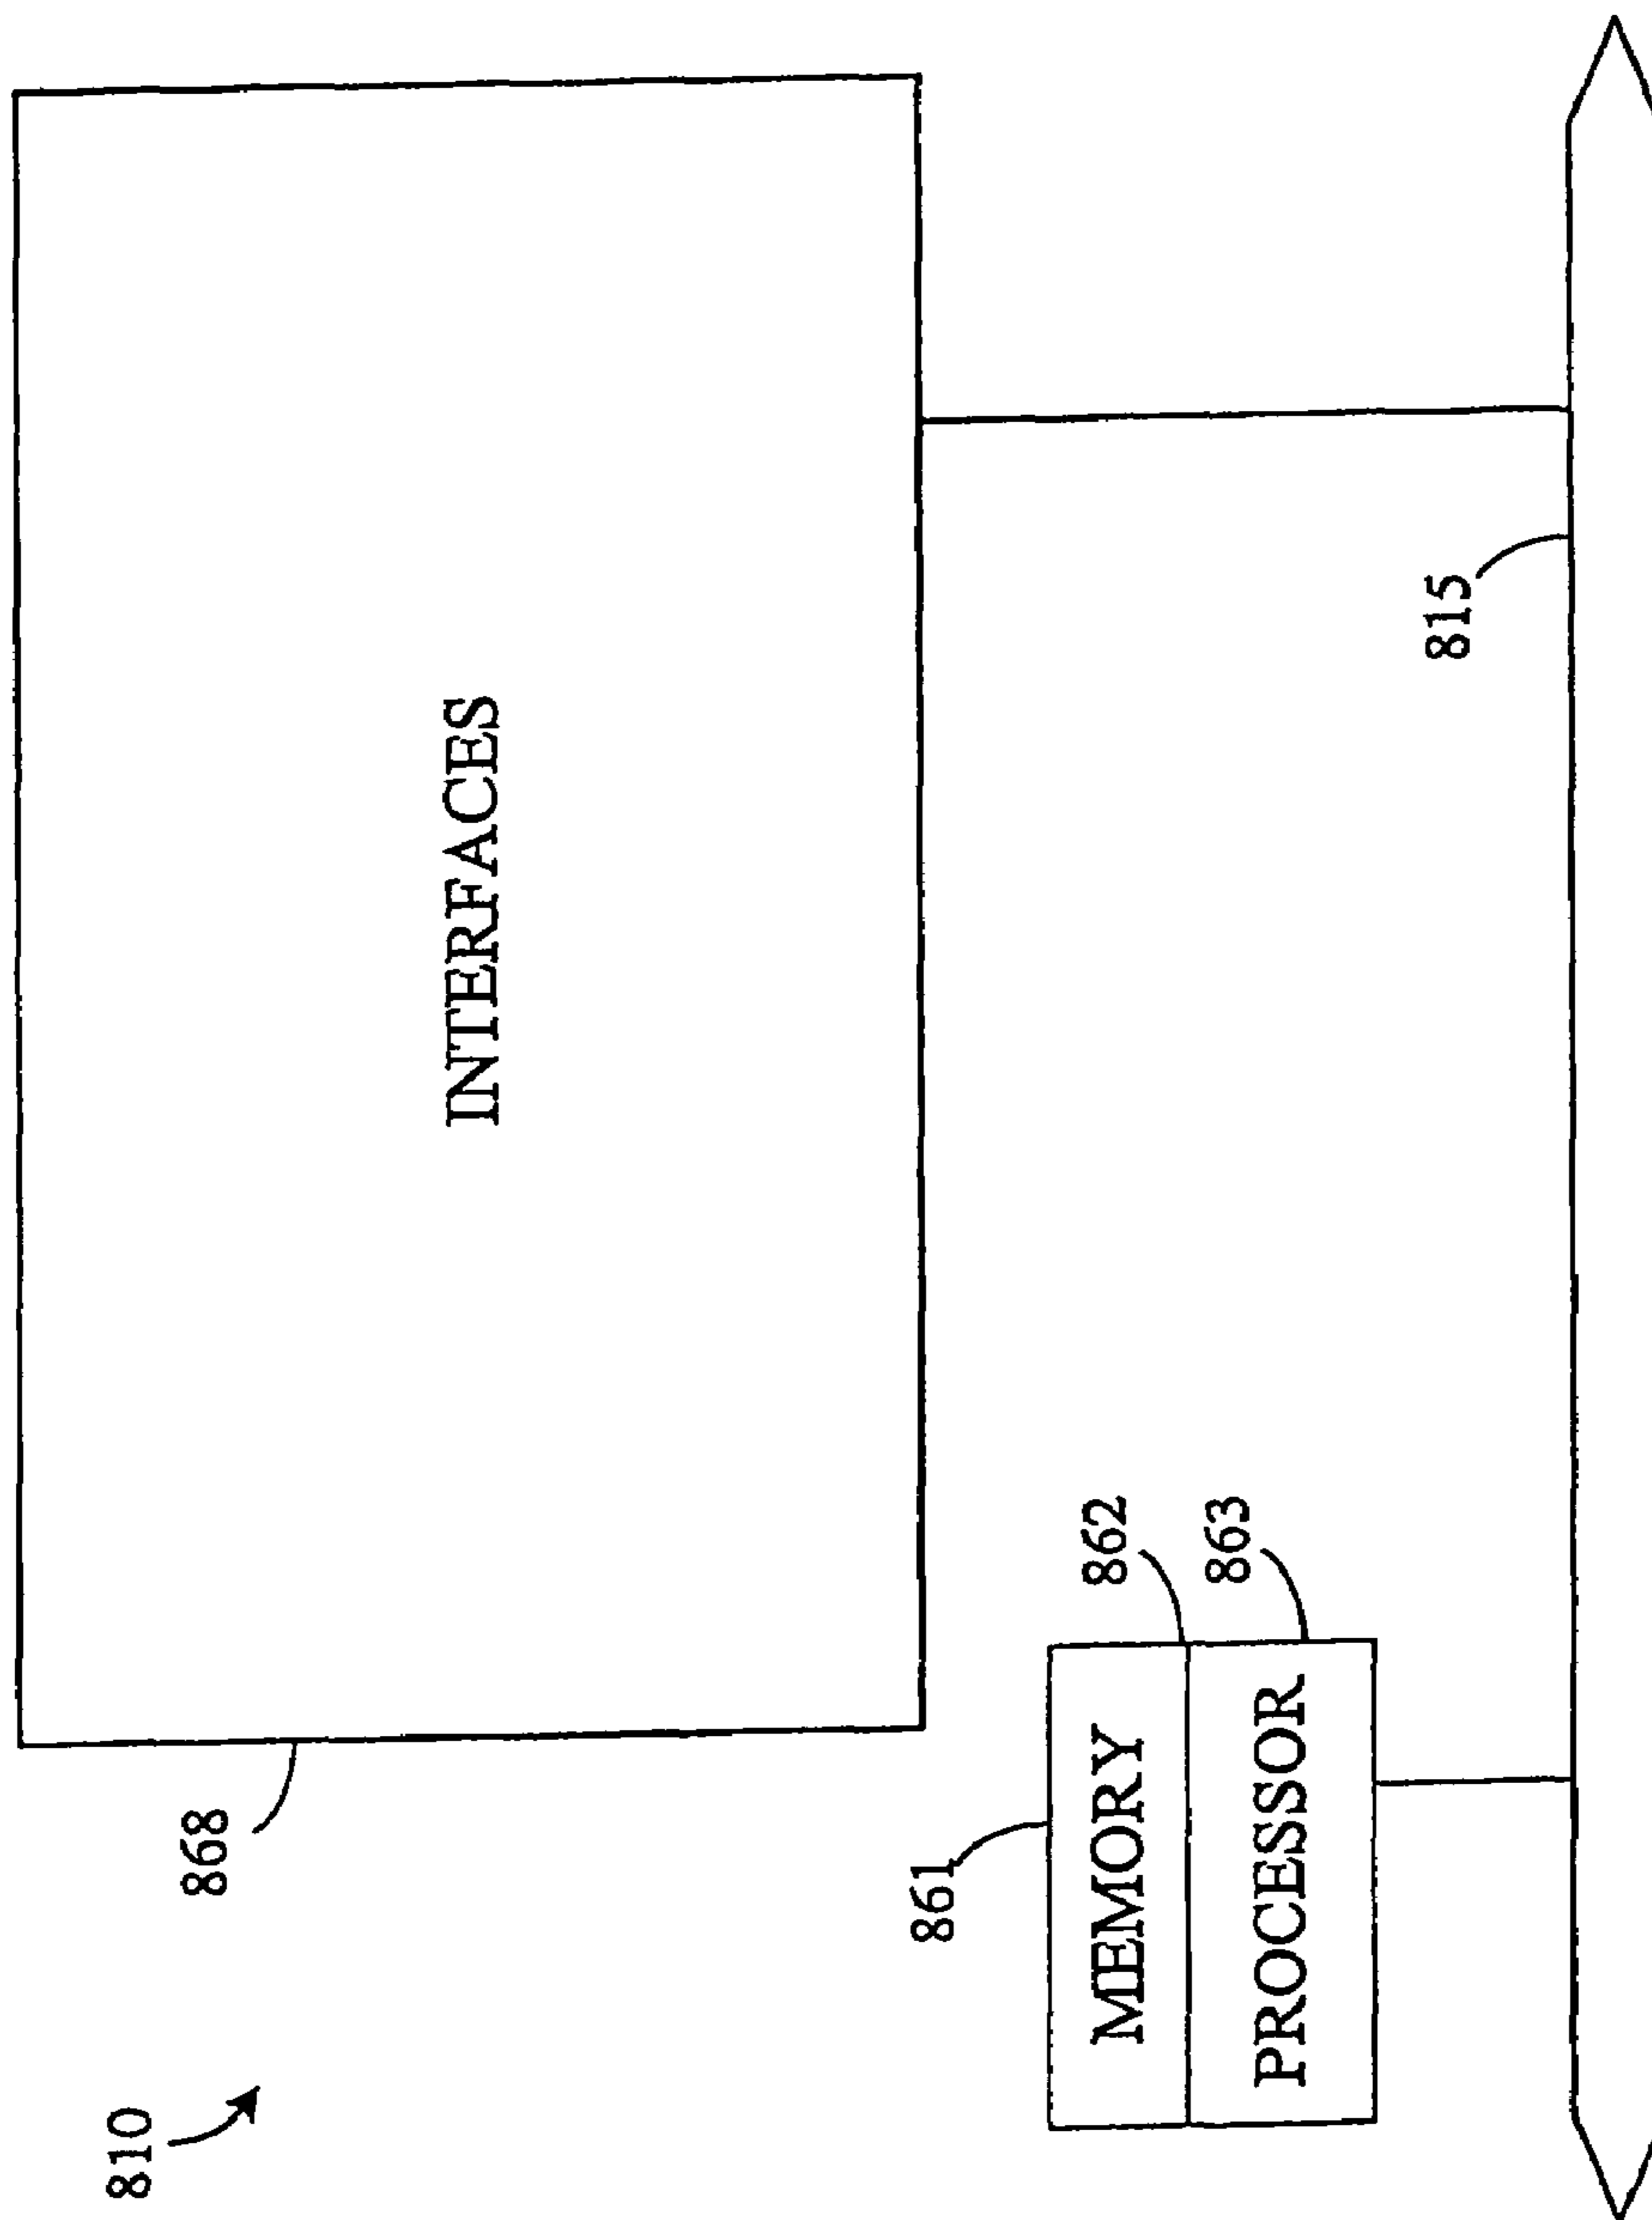 810
868
INTERFACES
861
MEMORY
862
PROCESSOR
863
815